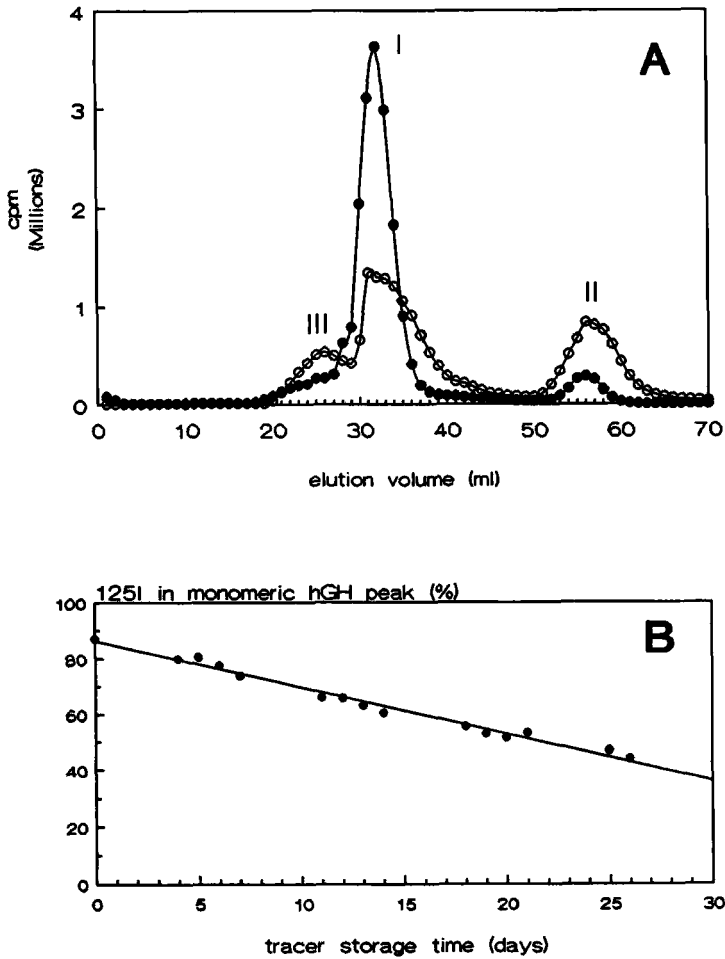 A
4
3
2
1
0
cpm
(Millions)
I
II
III
0 10 20 30 40 50 60 70
elution volume (ml)
125I in monomeric hGH peak (%)
B
100
80
60
40
20
0
0 5 10 15 20 25 30
tracer storage time (days)